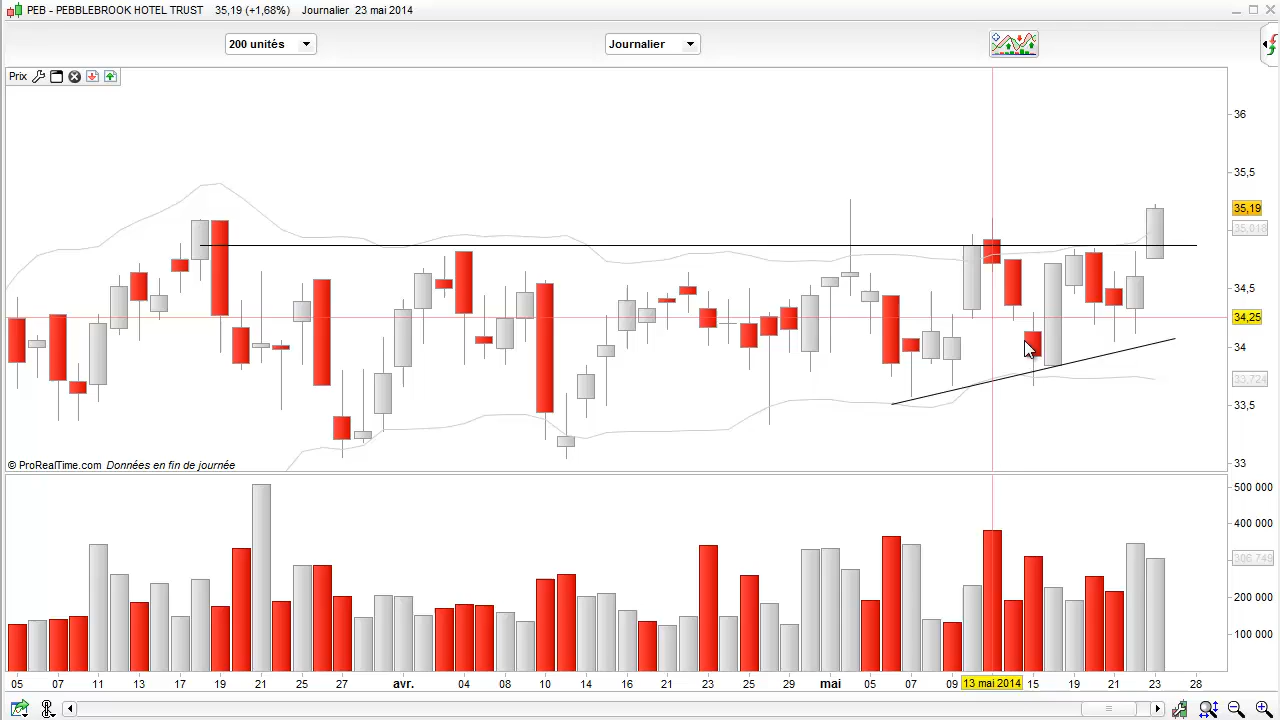 PEB - PEBBLEBROOK HOTEL TRUST 35,19 (+1,68%) Journalier 23 mai 2014
200 unités
Journalier
Prix
36
35,5
35,19
35,018
34,5
34,25
34
33,724
33,5
33
© ProRealTime.com Données en fin de journée
500 000
400 000
306 749
200 000
100 000
05 07 11 13 17 19 21 25 27 avr. 04 08 10 14 16 21 23 25 29 mai 05 07 09 13 mai 2014 15 19 21 23 28